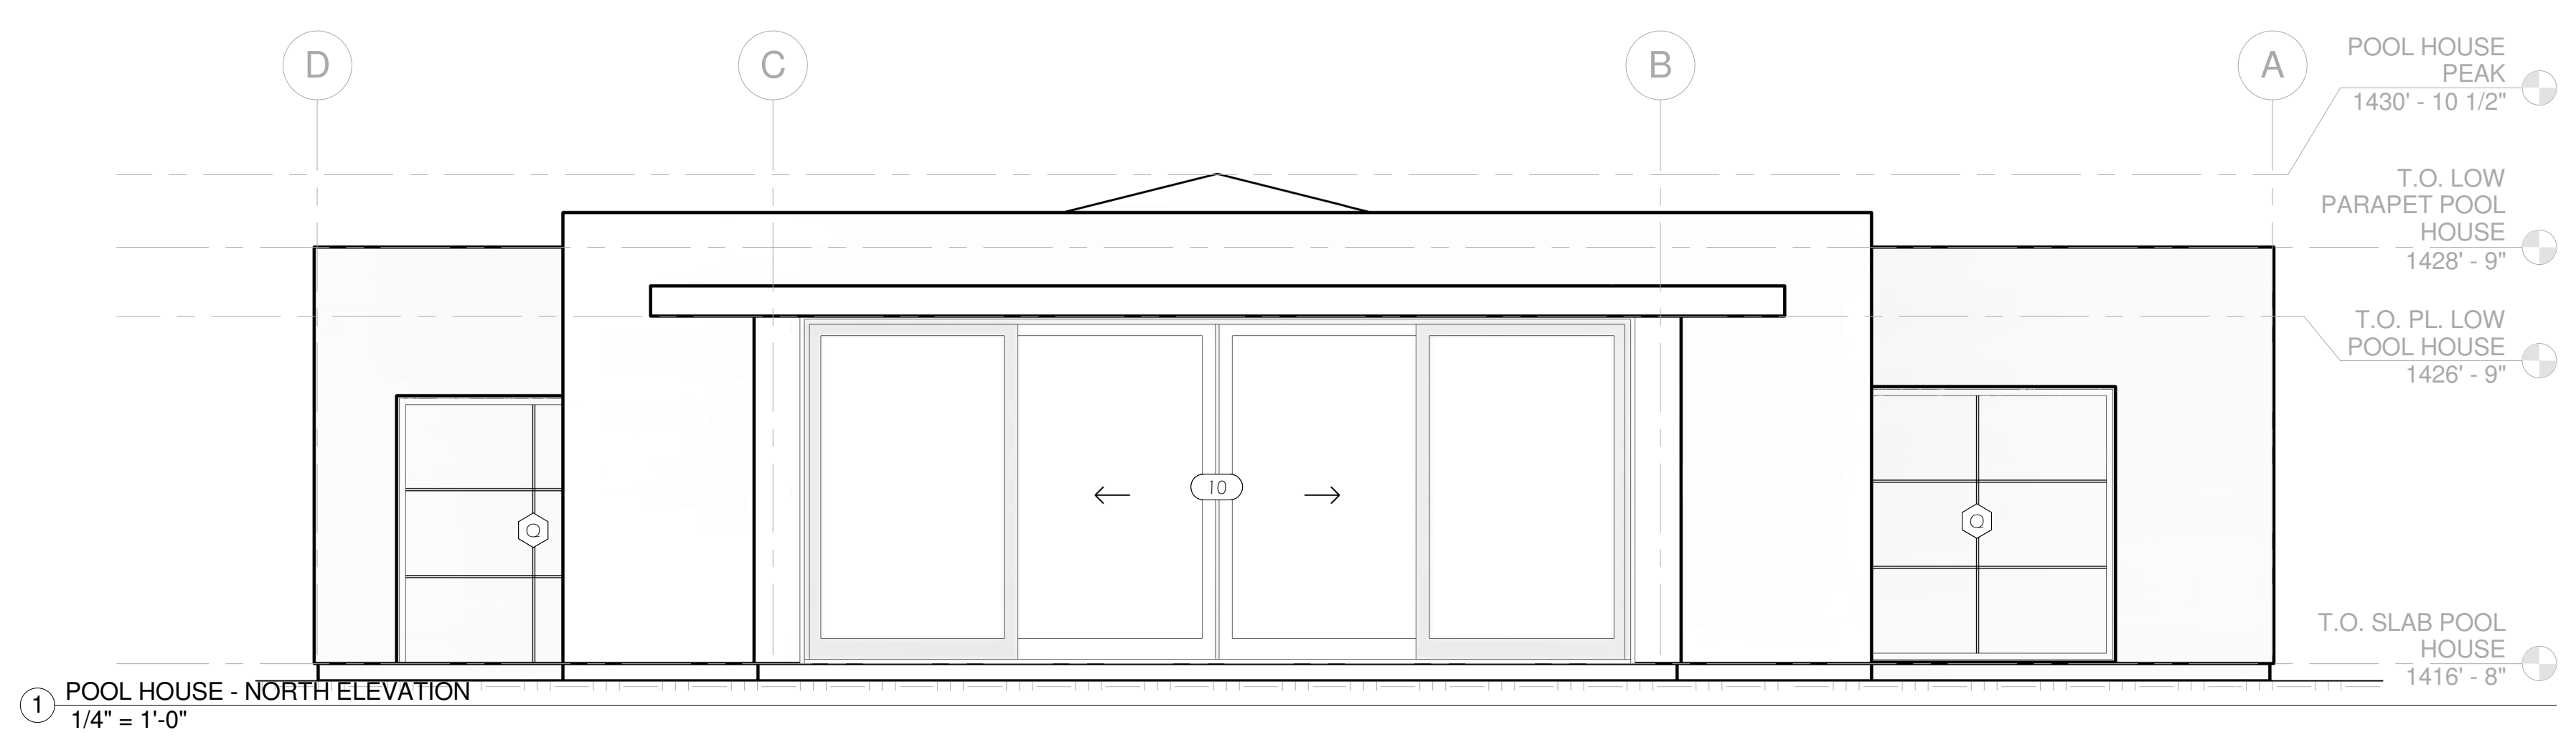 D
C
B
A
POOL HOUSE
PEAK
1430' - 10 1/2"
T.O. LOW
PARAPET POOL
HOUSE
1428' - 9"
T.O. PL. LOW
POOL HOUSE
1426' - 9"
10
Q
Q
T.O. SLAB POOL
HOUSE
1416' - 8"
1 POOL HOUSE - NORTH ELEVATION
1/4" = 1'-0"